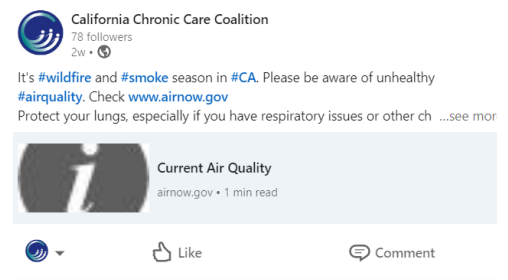 California Chronic Care Coalition
78 followers
2w •
It's #wildfire and #smoke season in #CA. Please be aware of unhealthy
#airquality. Check www.airnow.gov
Protect your lungs, especially if you have respiratory issues or other ch ...see mor
i
Current Air Quality
airnow.gov • 1 min read
Like
Comment